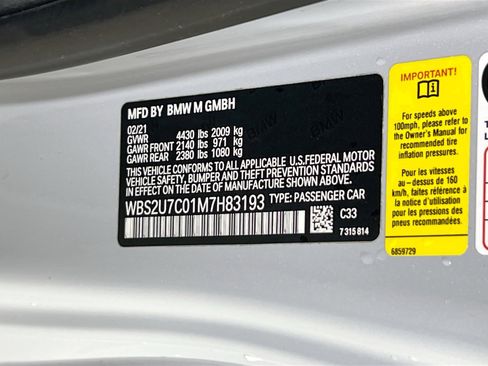 MFD BY BMW M GMBH
02/21
GVWR 4430 lbs 2009 kg
GAWR FRONT 2140 lbs 971 kg
GAWR REAR 2380 lbs 1080 kg
THIS VEHICLE CONFORMS TO ALL APPLICABLE U.S.FEDERAL MOTOR
VEHICLE SAFETY, BUMPER AND THEFT PREVENTION STANDARDS
IN EFFECT ON THE DATE OF MANUFACTURE SHOWN ABOVE.
WBS2U7C01M7H83193 TYPE: PASSENGER CAR
C33
7 315 814
For speeds above
100mph, please refer to
the Owner's Manual for
recommended tire
inflation pressures.
Pour vitesses au
– dessus de 160
km/h, faites référence à
la notice d'utilisation
pour les pressions de
pneus recommandées.
6859729